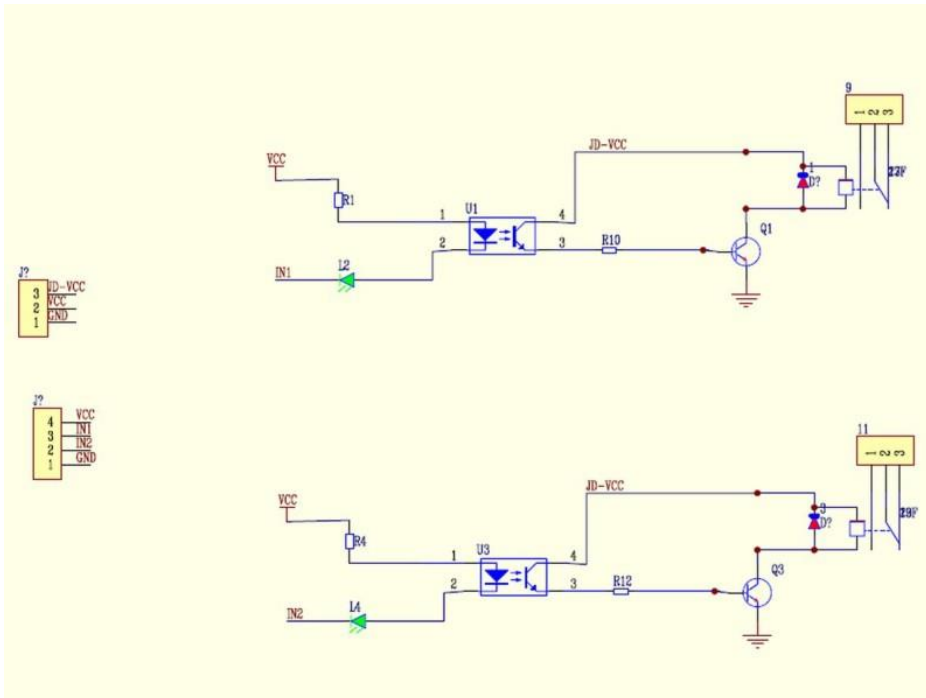 9
1 2 3
JD-VCC
VCC
1
D?
R1
U1
1
4
Q1
2
3
R10
IN1
L2
J?
3 JD-VCC
2 VCC
1 GND
J?
4 VCC
3 IN1
2 IN2
1 GND
11
1 2 3
JD-VCC
VCC
3
D?
R4
U3
1
4
Q3
2
3
R12
IN2
L4